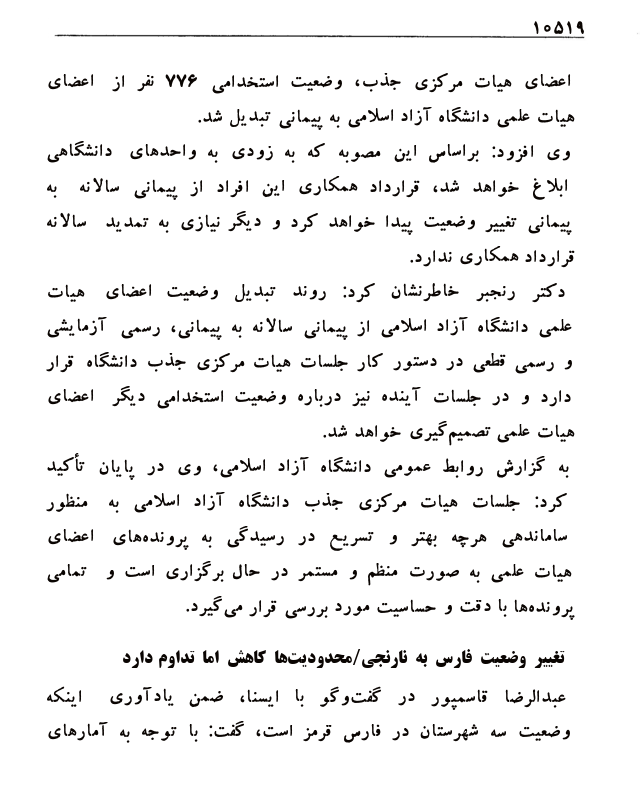 ۱۰۵۱۹
اعضای هیات مرکزی جذب، وضعیت استخدامی ۷۷۶ نفر از اعضای
هیات علمی دانشگاه آزاد اسلامی به پیمانی تبدیل شد.
وی افزود: براساس این مصوبه که به زودی به واحدهای دانشگاهی
ابلاغ خواهد شد، قرارداد همکاری این افراد از پیمانی سالانه به
پیمانی تغییر وضعیت پیدا خواهد کرد و دیگر نیازی به تمدید سالانه
قرارداد همکاری ندارد.
دکتر رنجبر خاطرنشان کرد: روند تبدیل وضعیت اعضای هیات
علمی دانشگاه آزاد اسلامی از پیمانی سالانه به پیمانی، رسمی آزمایشی
و رسمی قطعی در دستور کار جلسات هیات مرکزی جذب دانشگاه قرار
دارد و در جلسات آینده نیز درباره وضعیت استخدامی دیگر اعضای
هیات علمی تصمیم‌گیری خواهد شد.
به گزارش روابط عمومی دانشگاه آزاد اسلامی، وی در پایان تأکید
کرد: جلسات هیات مرکزی جذب دانشگاه آزاد اسلامی به منظور
ساماندهی هرچه بهتر و تسریع در رسیدگی به پرونده‌های اعضای
هیات علمی به صورت منظم و مستمر در حال برگزاری است و تمامی
پرونده‌ها با دقت و حساسیت مورد بررسی قرار می‌گیرد.
تغییر وضعیت فارس به نارنجی/محدودیت‌ها کاهش اما تداوم دارد
عبدالرضا قاسمپور در گفت‌وگو با ایسنا، ضمن یادآوری اینکه
وضعیت سه شهرستان در فارس قرمز است، گفت: با توجه به آمارهای